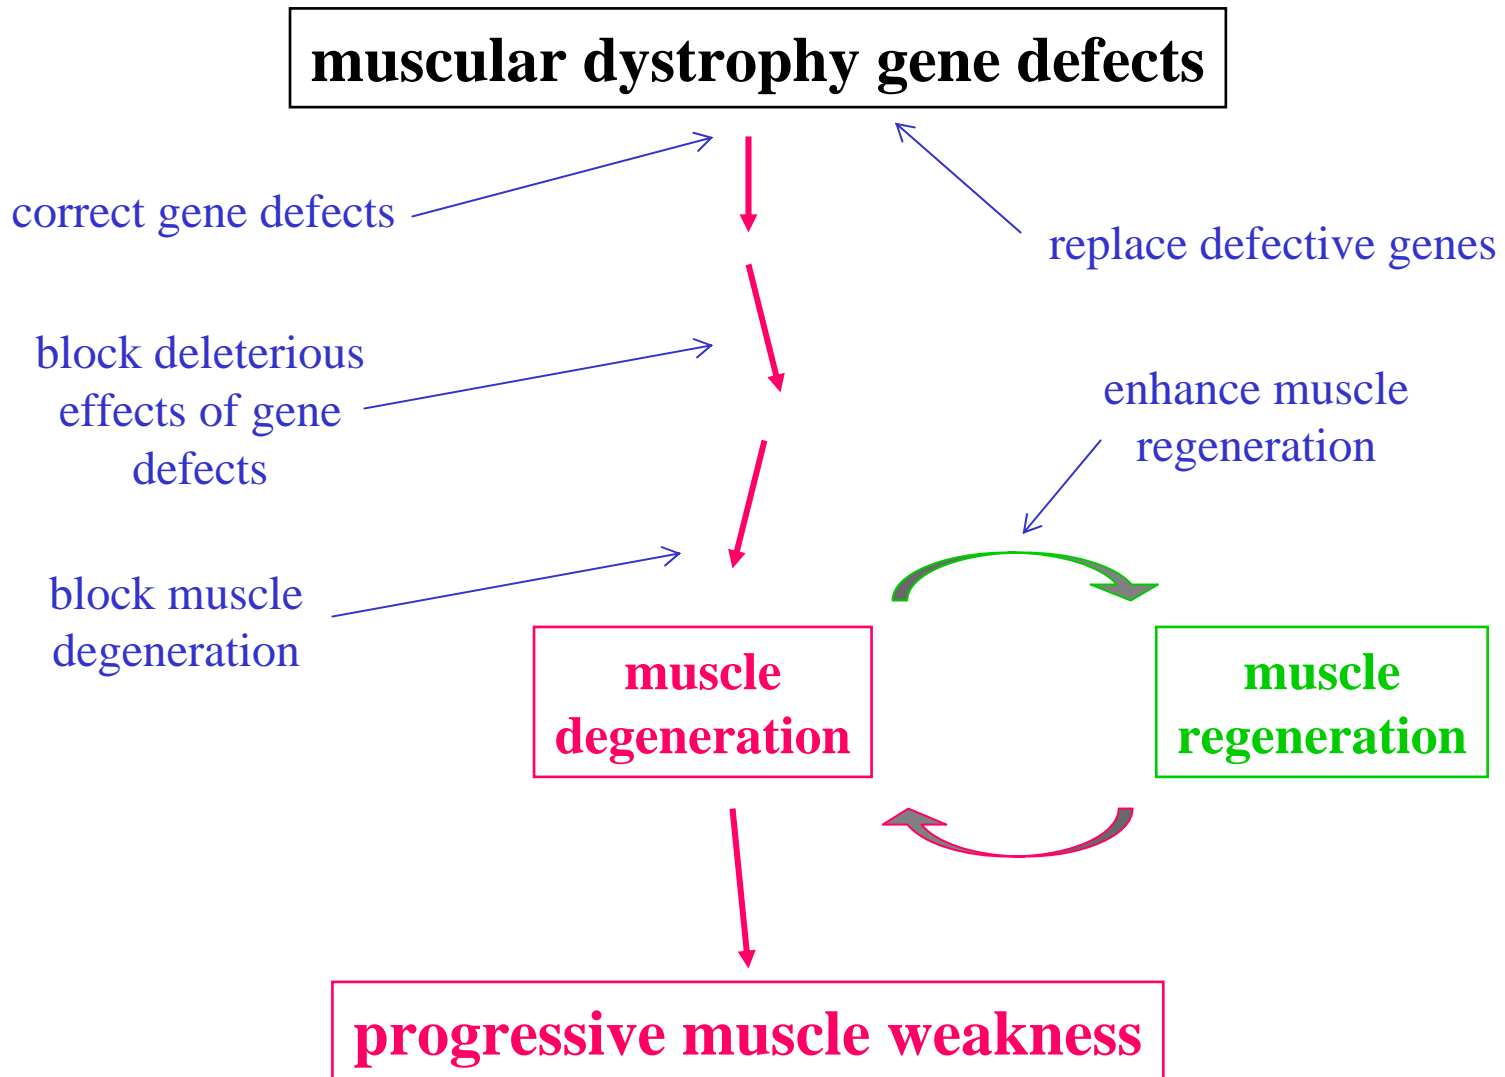 muscular dystrophy gene defects
correct gene defects
replace defective genes
block deleterious
effects of gene
defects
enhance muscle
regeneration
block muscle
degeneration
muscle
degeneration
muscle
regeneration
progressive muscle weakness